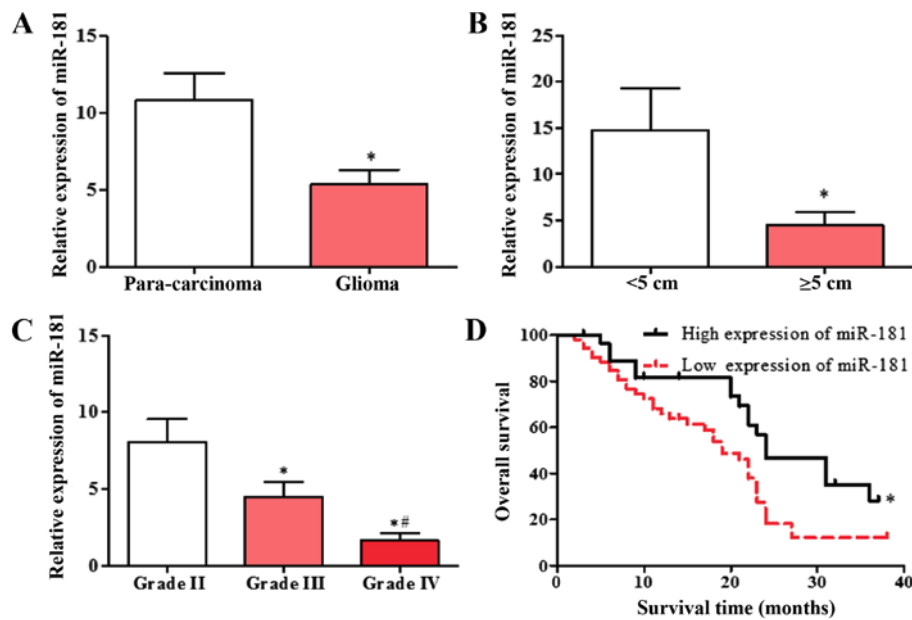 A
Relative expression of miR-181
15
10
5
0
*
Para-carcinoma
Glioma
B
Relative expression of miR-181
25
20
15
10
5
0
*
<5 cm
≥5 cm
C
Relative expression of miR-181
15
10
5
0
*
*#
Grade II
Grade III
Grade IV
D
Overall survival
100
80
60
40
20
0
High expression of miR-181
Low expression of miR-181
*
0
10
20
30
40
Survival time (months)